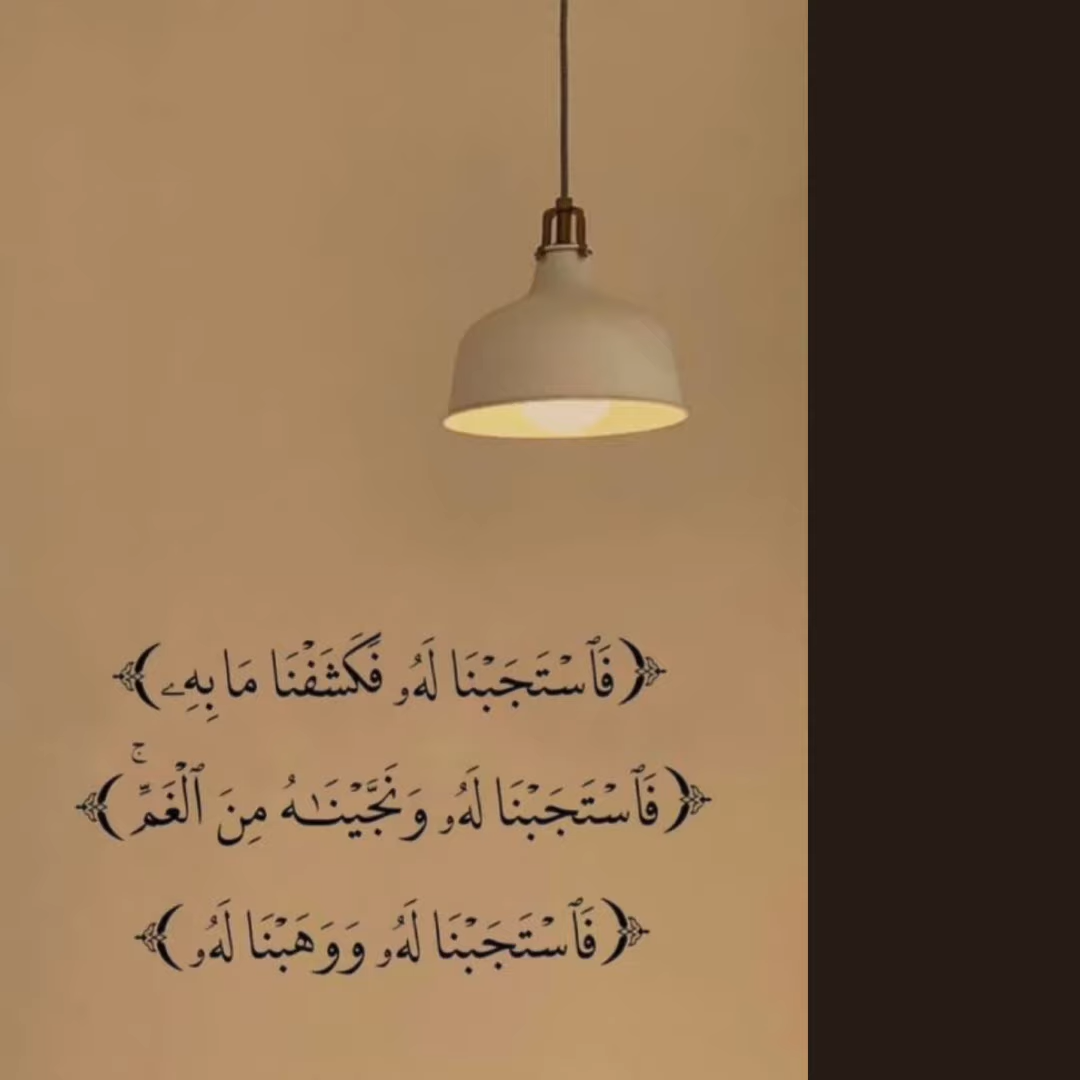 ﴿فَٱسْتَجَبْنَا لَهُۥ فَكَشَفْنَا مَا بِهِۦ﴾
﴿فَٱسْتَجَبْنَا لَهُۥ وَنَجَّيْنَـٰهُ مِنَ ٱلْغَمِّ ۚ﴾
﴿فَٱسْتَجَبْنَا لَهُۥ وَوَهَبْنَا لَهُۥ﴾